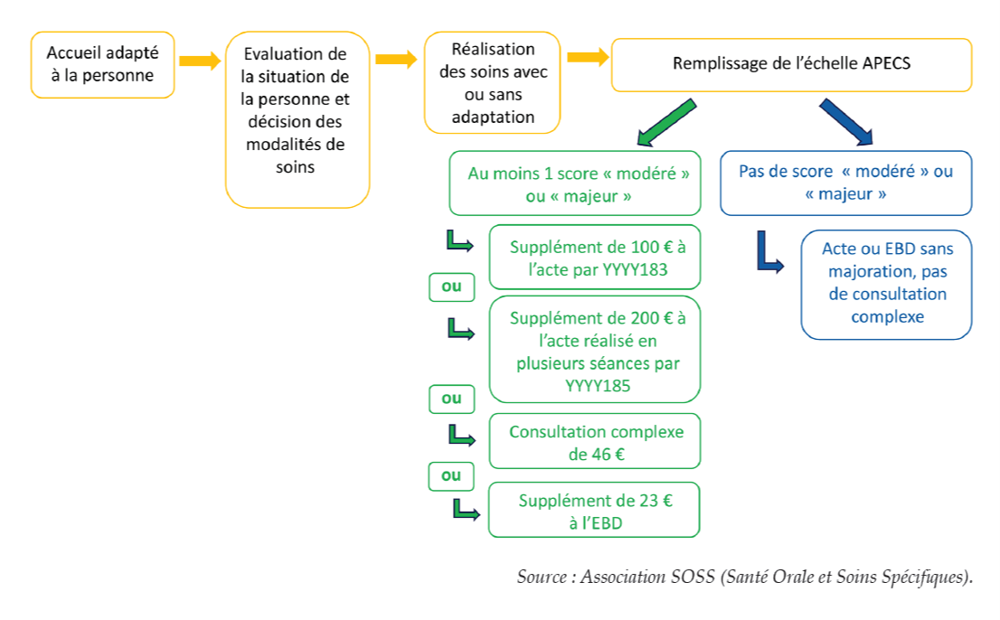 Accueil adapté
à la personne
Evaluation de
la situation de
la personne et
décision des
modalités de
soins
Réalisation
des soins avec
ou sans
adaptation
Remplissage de l’échelle APECS
Au moins 1 score « modéré »
ou « majeur »
Supplément de 100 € à
l’acte par YYYY183
ou
Supplément de 200 € à
l’acte réalisé en
plusieurs séances par
YYYY185
ou
Consultation complexe
de 46 €
ou
Supplément de 23 €
à l’EBD
Pas de score « modéré » ou
« majeur »
Acte ou EBD sans
majoration, pas
de consultation
complexe
Source : Association SOSS (Santé Orale et Soins Spécifiques).